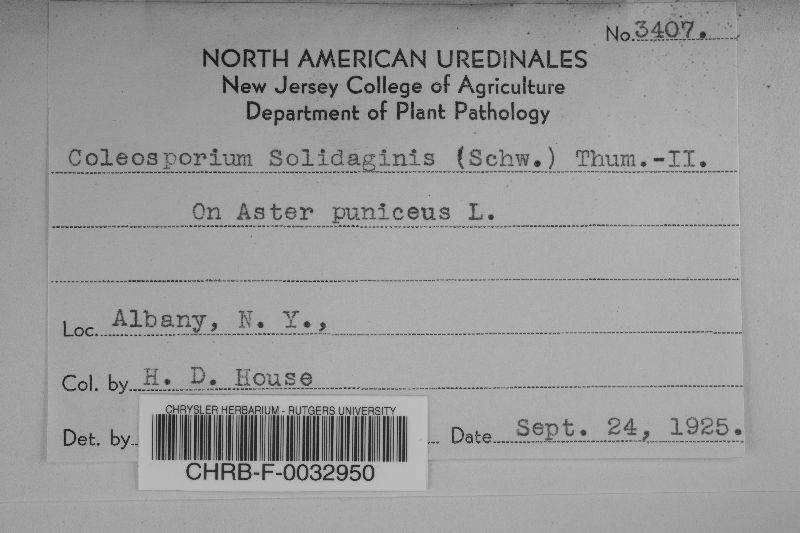 No. 3407.
NORTH AMERICAN UREDINALES
New Jersey College of Agriculture
Department of Plant Pathology
Coleosporium Solidaginis (Schw.) Thum.-II.
On Aster puniceus L.
Loc. Albany, N. Y.,
Col. by H. D. House
Det. by
Date Sept. 24, 1925.
CHRYSLER HERBARIUM - RUTGERS UNIVERSITY
CHRB-F-0032950